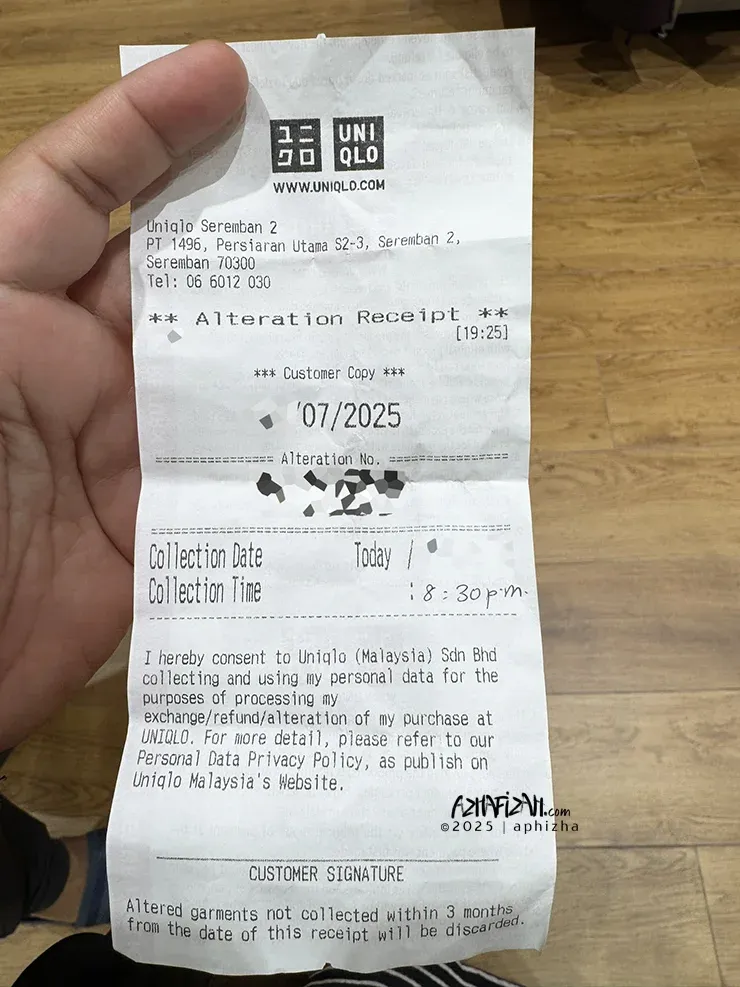 ユニ UNI
クロ QLO
WWW.UNIQLO.COM
Uniqlo Seremban 2
PT 1496, Persiaran Utama S2-3, Seremban 2,
Seremban 70300
Tel: 06 6012 030
** Alteration Receipt **
[19:25]
*** Customer Copy ***
/07/2025
Alteration No.
Collection Date Today /
Collection Time : 8:30 p.m.
I hereby consent to Uniqlo (Malaysia) Sdn Bhd
collecting and using my personal data for the
purposes of processing my
exchange/refund/alteration of my purchase at
UNIQLO. For more detail, please refer to our
Personal Data Privacy Policy, as publish on
Uniqlo Malaysia's Website.
AZHAFIZAH.com
©2025 | aphizha
CUSTOMER SIGNATURE
Altered garments not collected within 3 months
from the date of this receipt will be discarded.